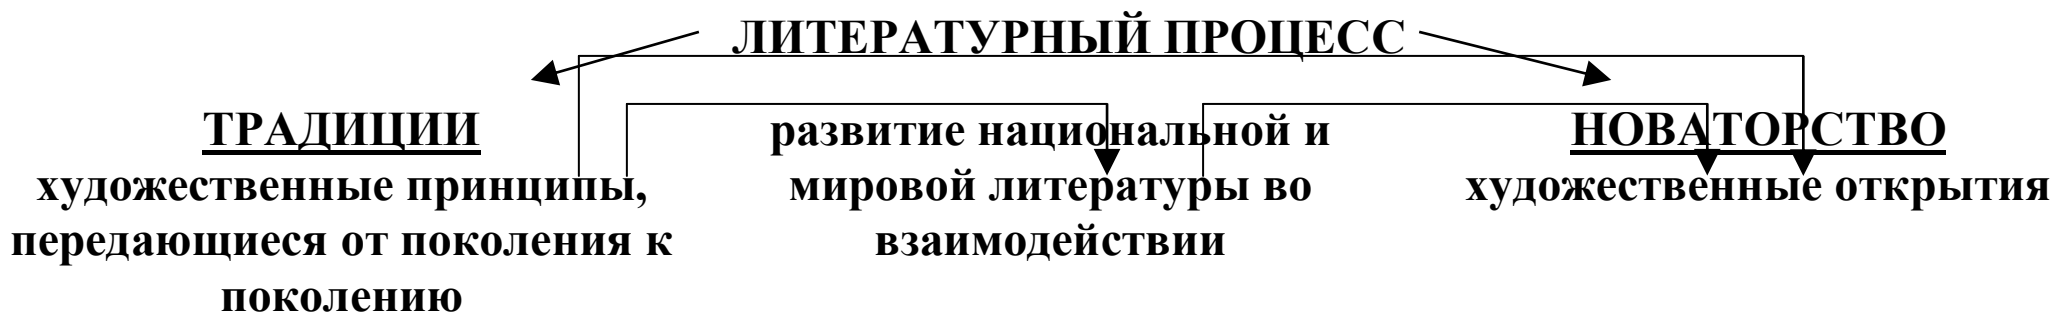 ЛИТЕРАТУРНЫЙ ПРОЦЕСС
ТРАДИЦИИ
художественные принципы,
передающиеся от поколения к
поколению
развитие национальной и
мировой литературы во
взаимодействии
НОВАТОРСТВО
художественные открытия